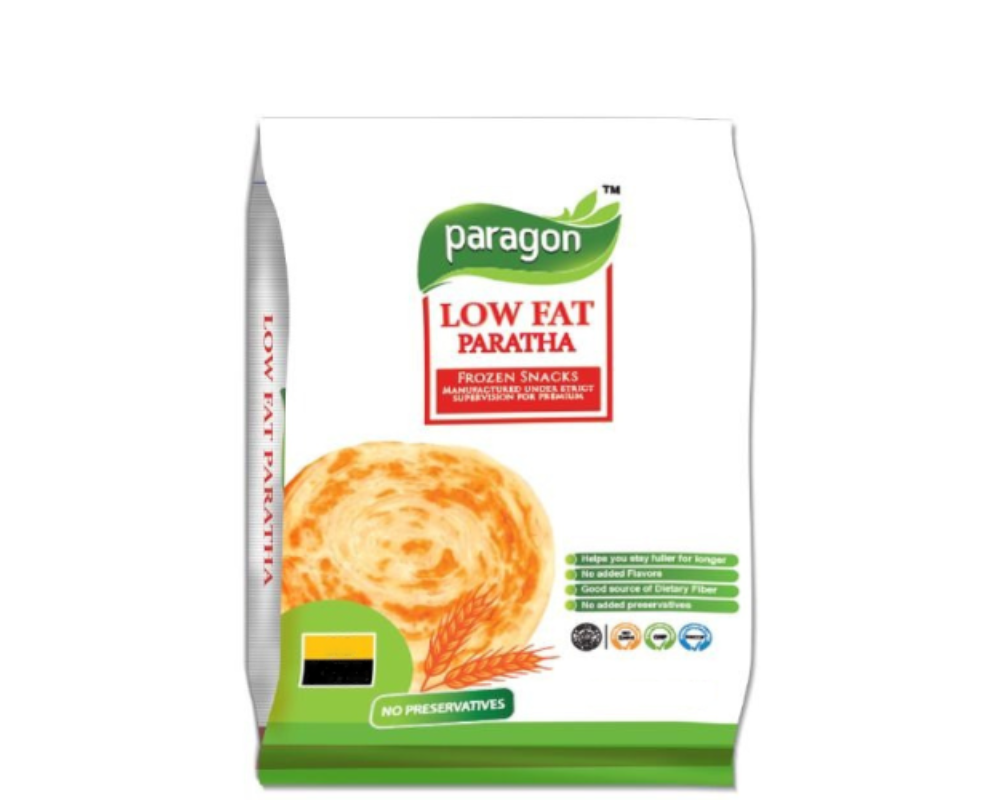 TM
paragon
LOW FAT
PARATHA
FROZEN SNACKS
MANUFACTURED UNDER STRICT
SUPERVISION FOR PREMIUM
LOW FAT PARATHA
Helps you stay fuller for longer
No added Flavors
Good source of Dietary Fiber
No added preservatives
NO PRESERVATIVES